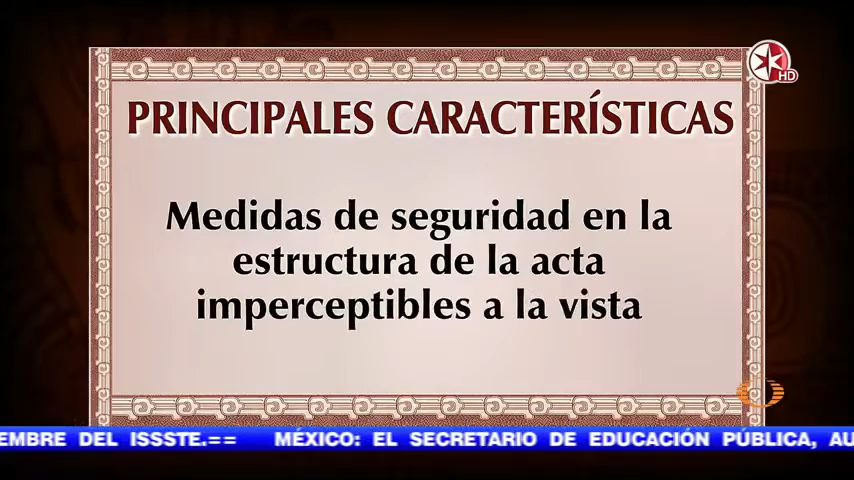 HD
PRINCIPALES CARACTERÍSTICAS
Medidas de seguridad en la
estructura de la acta
imperceptibles a la vista
EMBRE DEL ISSSTE.== MÉXICO: EL SECRETARIO DE EDUCACIÓN PÚBLICA, AU